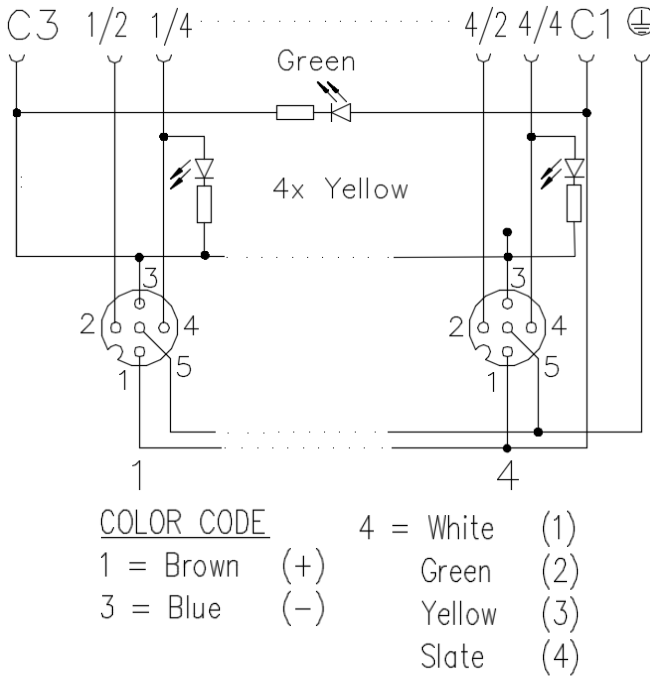 C3 1/2 1/4 4/2 4/4 C1
Green
4x Yellow
3 3
2 4 2 4
1 5 1 5
1 4
COLOR CODE
1 = Brown (+)
3 = Blue (-)
4 = White (1)
Green (2)
Yellow (3)
Slate (4)